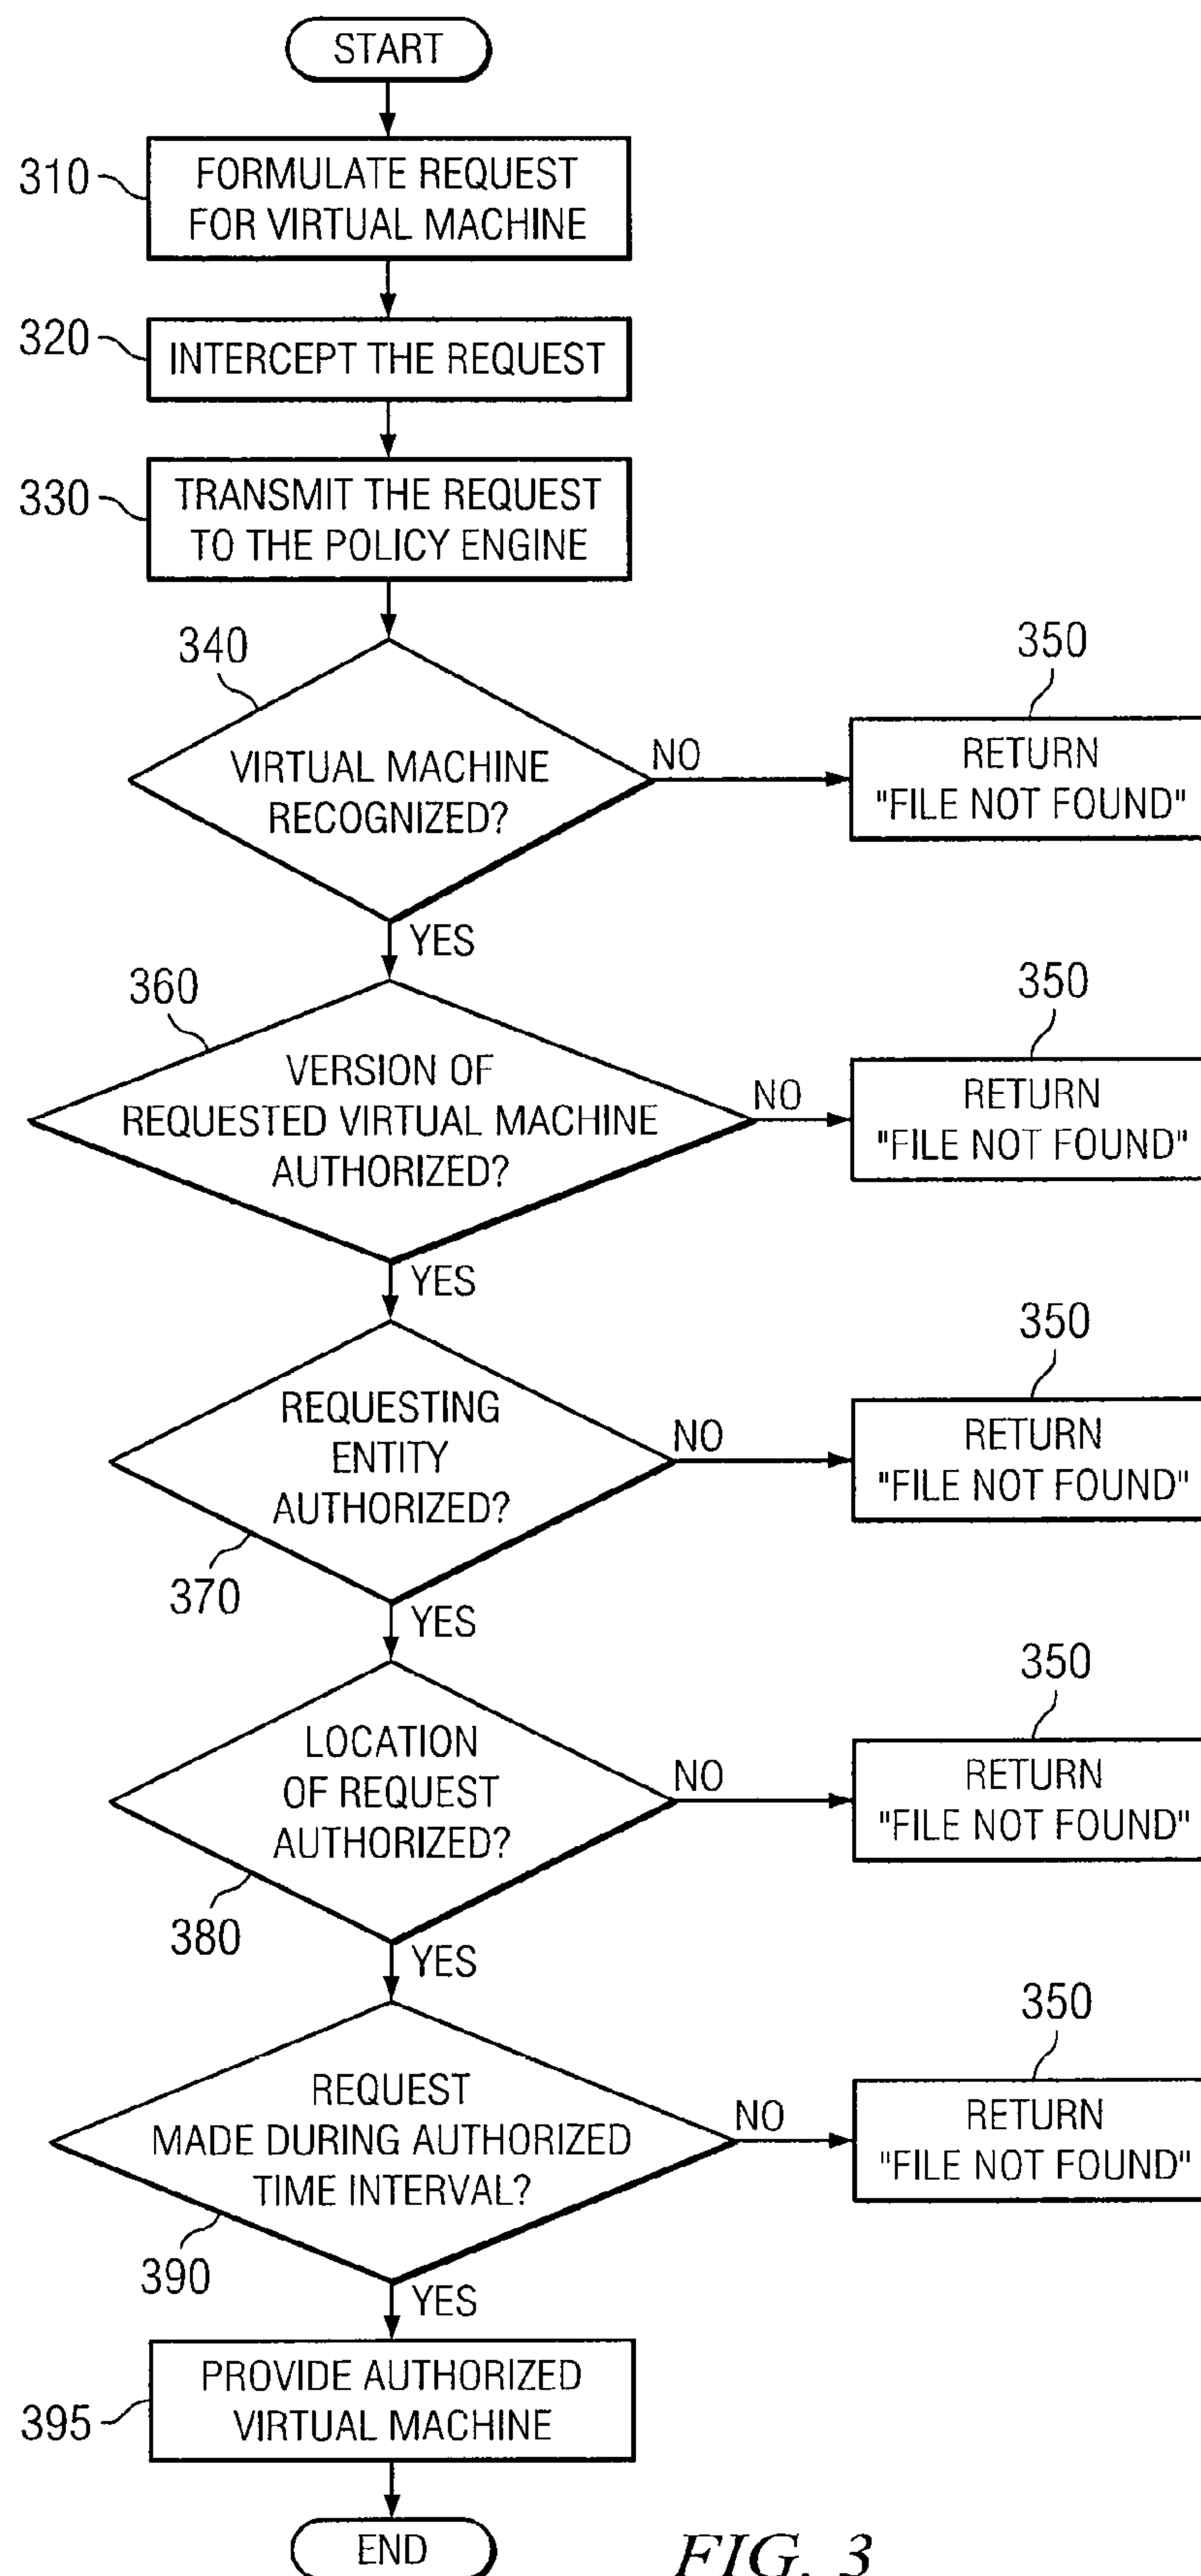 START
310
FORMULATE REQUEST
FOR VIRTUAL MACHINE
320
INTERCEPT THE REQUEST
330
TRANSMIT THE REQUEST
TO THE POLICY ENGINE
340
VIRTUAL MACHINE
RECOGNIZED?
NO
350
RETURN
"FILE NOT FOUND"
YES
360
VERSION OF
REQUESTED VIRTUAL MACHINE
AUTHORIZED?
NO
350
RETURN
"FILE NOT FOUND"
YES
REQUESTING
ENTITY
AUTHORIZED?
370
NO
350
RETURN
"FILE NOT FOUND"
YES
LOCATION
OF REQUEST
AUTHORIZED?
380
NO
350
RETURN
"FILE NOT FOUND"
YES
REQUEST
MADE DURING AUTHORIZED
TIME INTERVAL?
390
NO
350
RETURN
"FILE NOT FOUND"
YES
395
PROVIDE AUTHORIZED
VIRTUAL MACHINE
END
FIG. 3